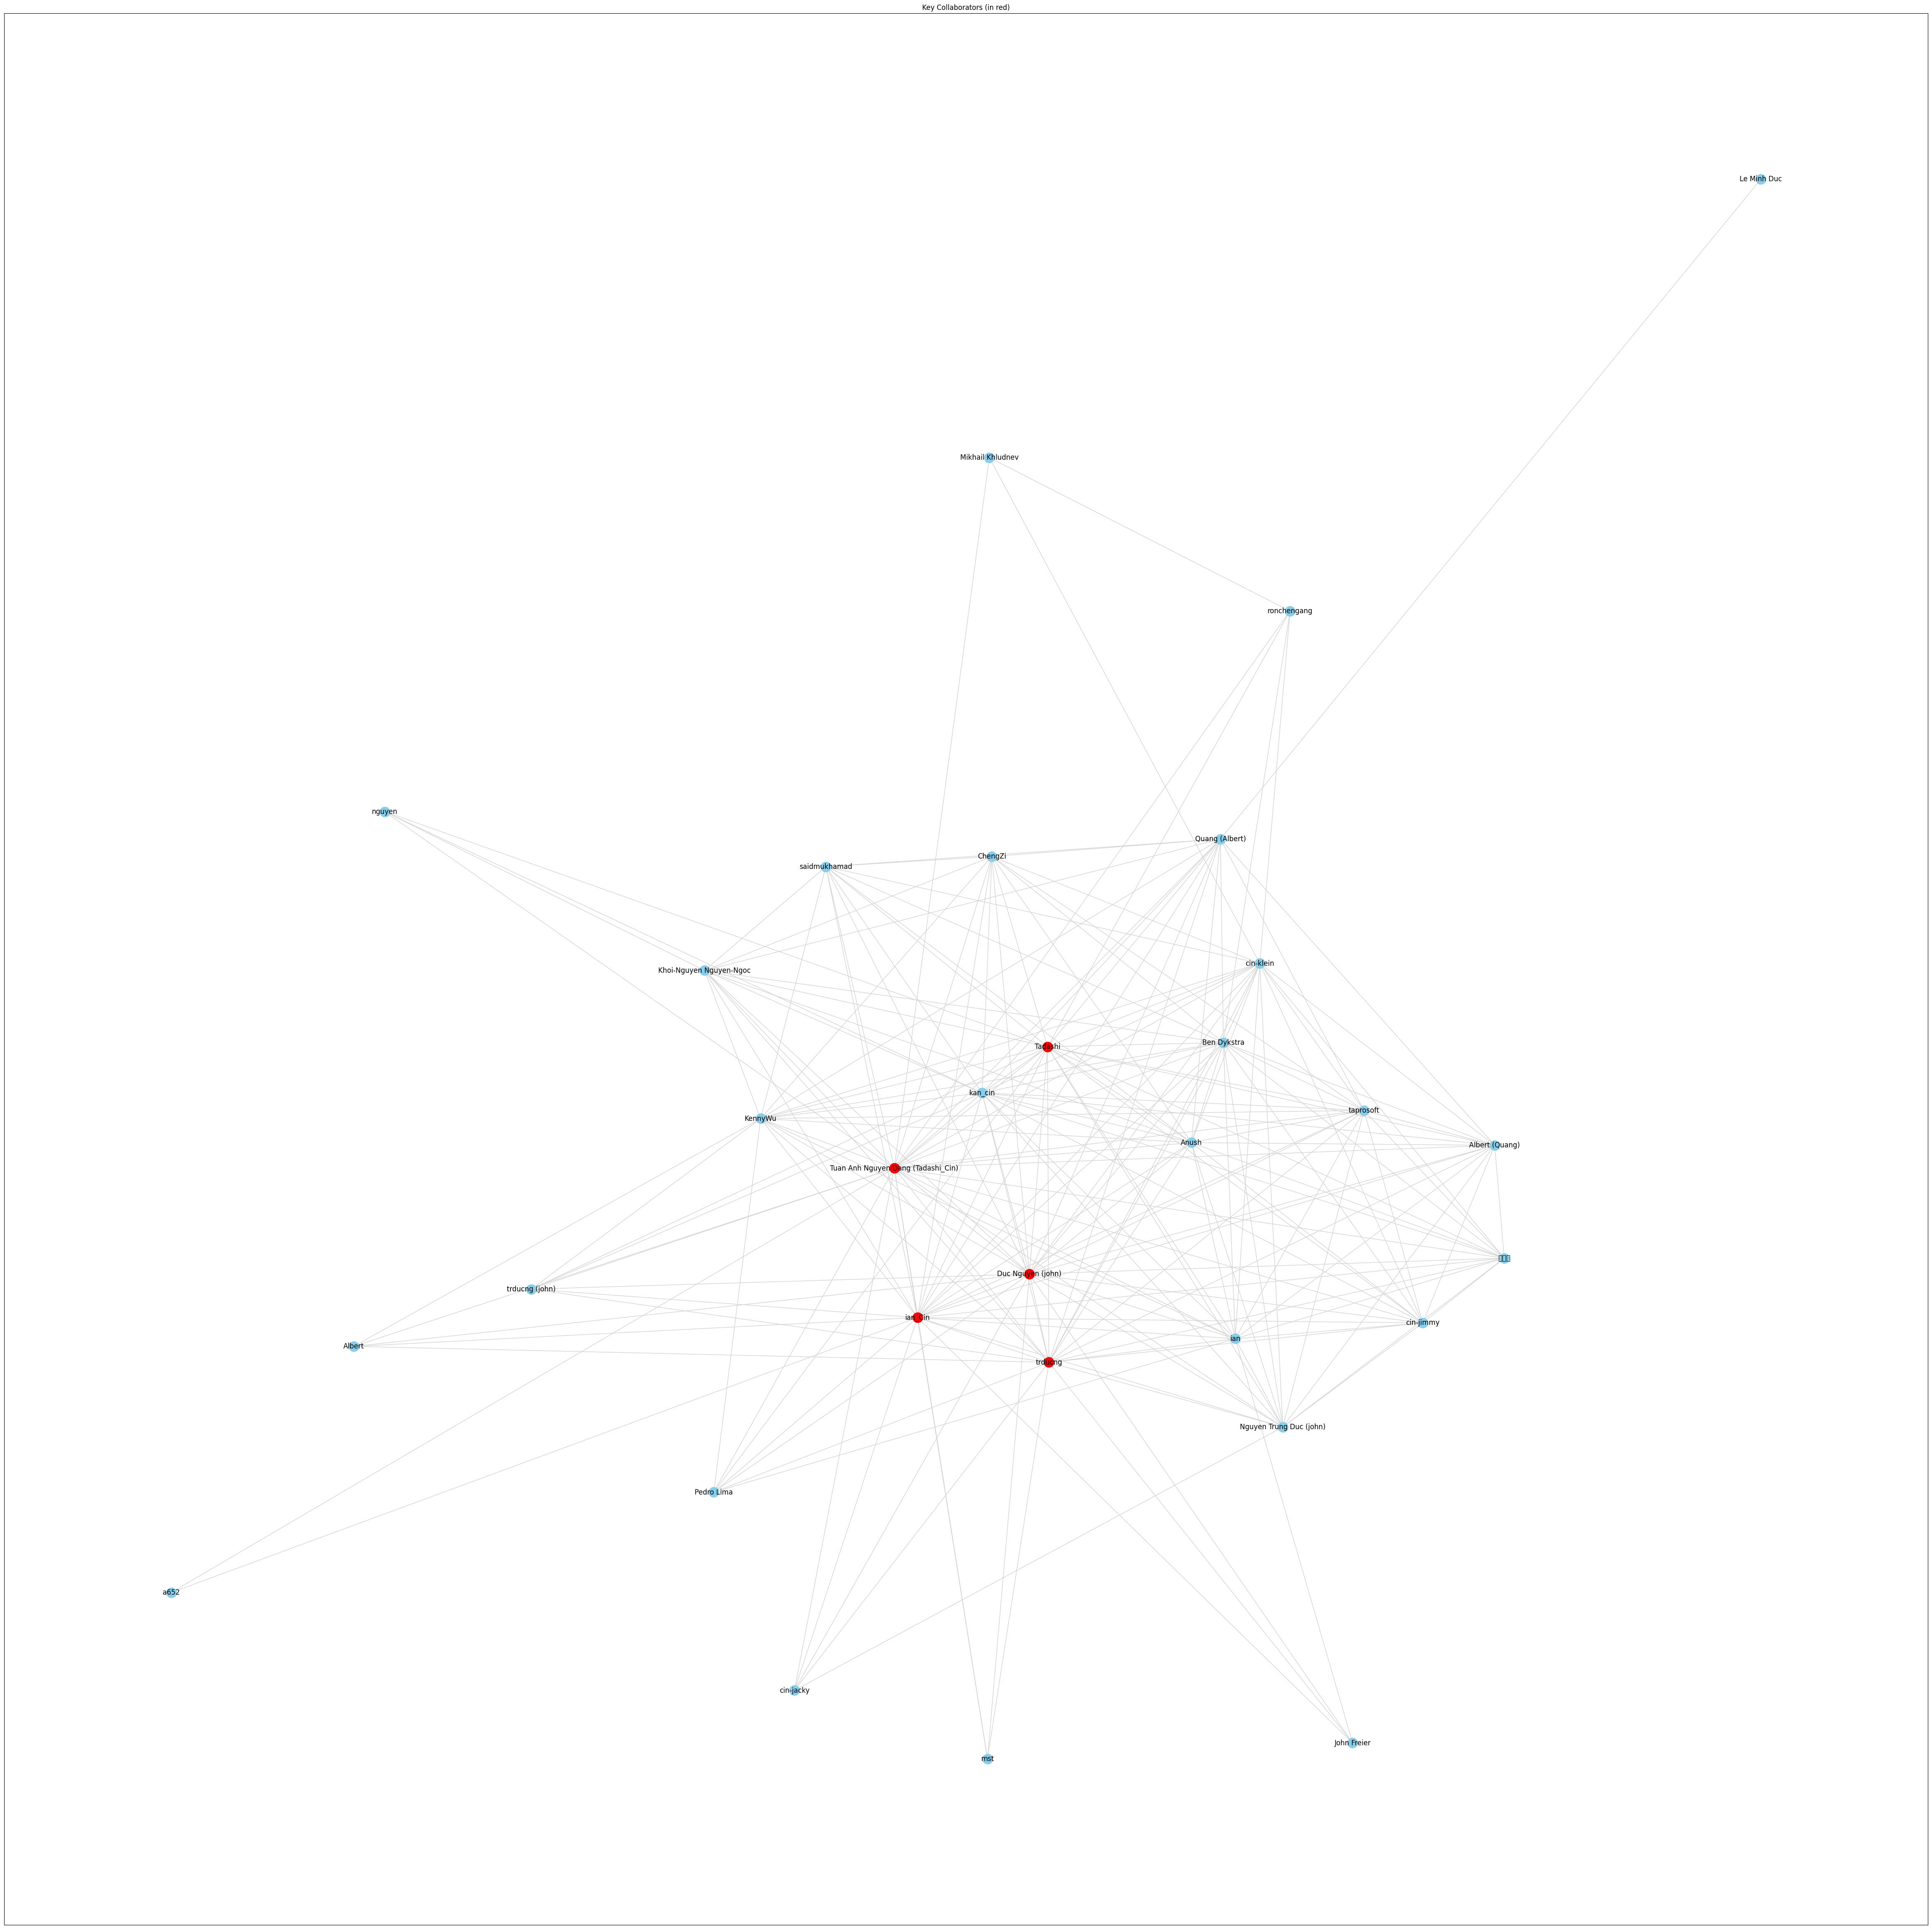 Key Collaborators (in red)
Le Minh Duc
Mikhail Khludnev
ronchengang
nguyen
Quang (Albert)
ChengZi
saidmukhamad
cin-klein
Khoi-Nguyen Nguyen-Ngoc
Ben Dykstra
Tadashi
kan_cin
taprosoft
KennyWu
Anush
Albert (Quang)
Tuan Anh Nguyen Dang (Tadashi_Cin)
Duc Nguyen (john)
trducng (john)
ian_Cin
cin-jimmy
ian
Albert
trducng
Nguyen Trung Duc (john)
Pedro Lima
a652
cin-jacky
John Freier
mst